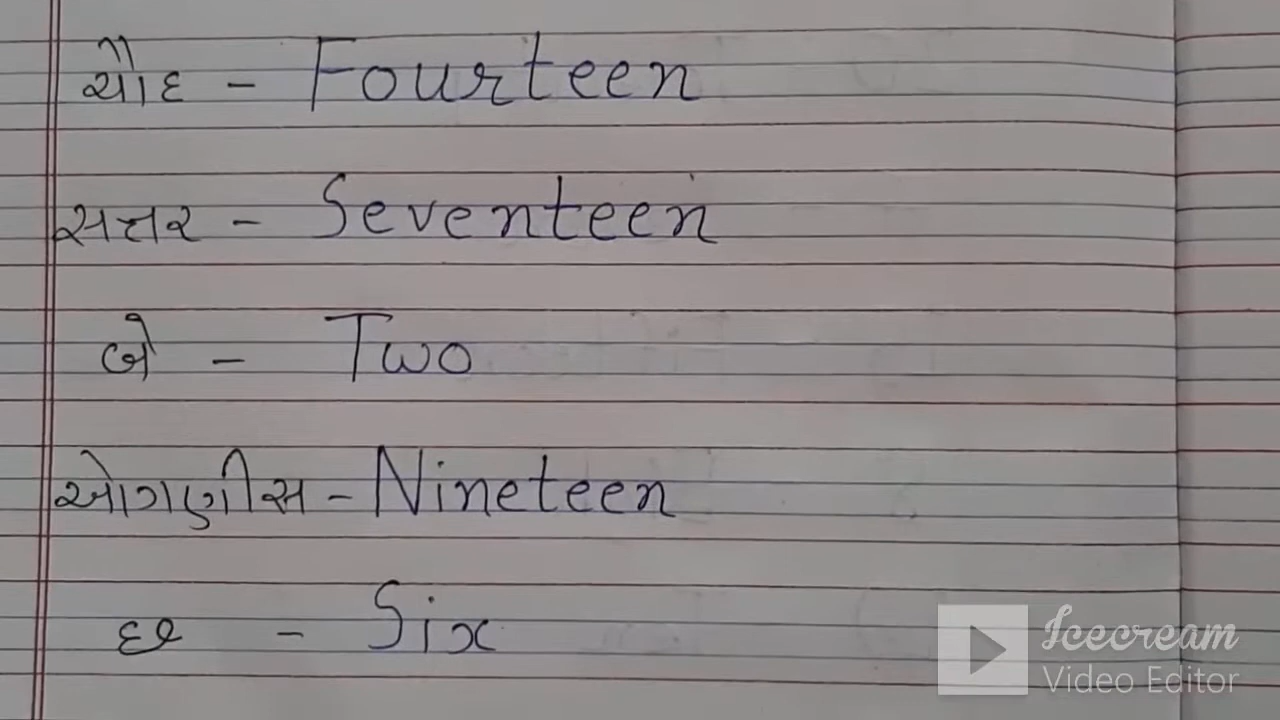 ચૌદ - Fourteen
સત્તર - Seventeen
બે - Two
ઓગણીસ - Nineteen
છ - Six
Icecream
Video Editor